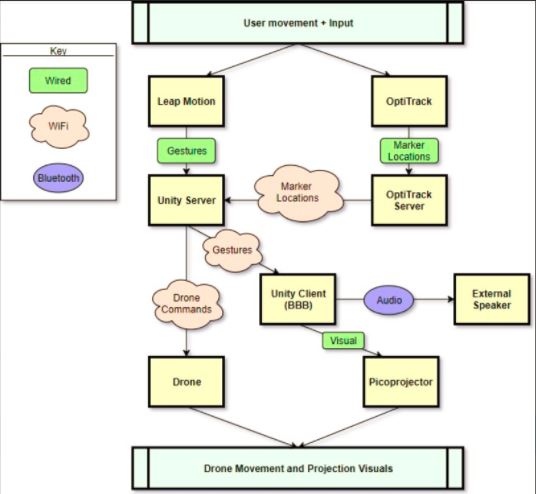 User movement + Input
Key
Wired
WiFi
Bluetooth
Leap Motion
OptiTrack
Gestures
Marker
Locations
Unity Server
Marker
Locations
OptiTrack
Server
Gestures
Drone
Commands
Unity Client
(BBB)
Audio
External
Speaker
Visual
Drone
Picoprojector
Drone Movement and Projection Visuals